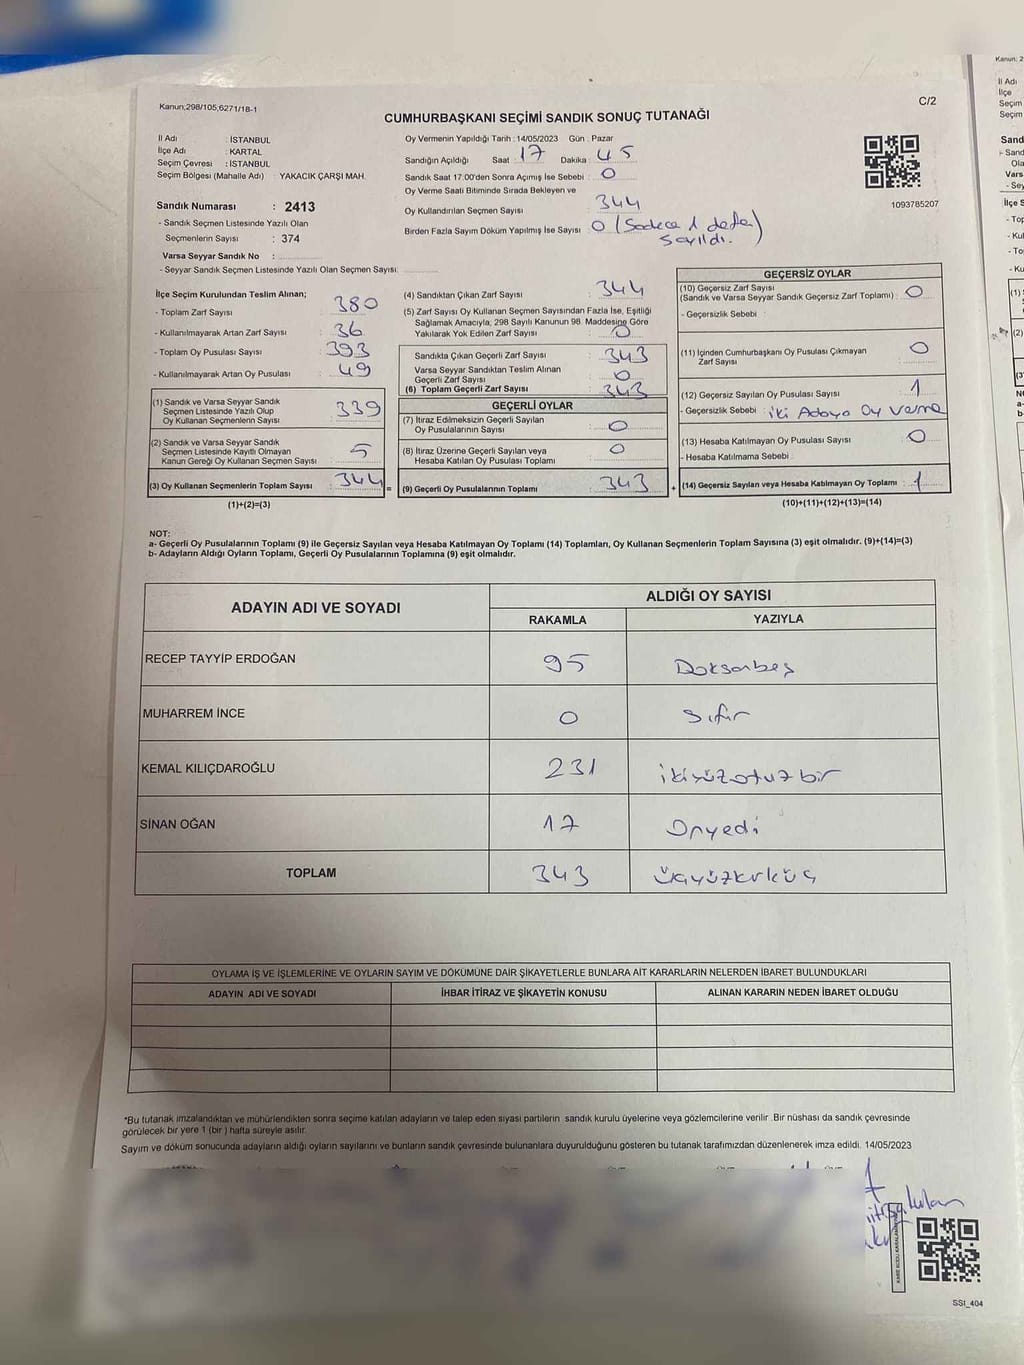 Kanun;298/105,6271/18-1
C/2
CUMHURBAŞKANI SEÇİMİ SANDIK SONUÇ TUTANAĞI
İl Adı : İSTANBUL
İlçe Adı : KARTAL
Seçim Çevresi : İSTANBUL
Seçim Bölgesi (Mahalle Adı) : YAKACIK ÇARŞI MAH.
Sandık Numarası : 2413
- Sandık Seçmen Listesinde Yazılı Olan
Seçmenlerin Sayısı : 374
Varsa Seyyar Sandık No :
- Seyyar Sandık Seçmen Listesinde Yazılı Olan Seçmen Sayısı:
Oy Vermenin Yapıldığı Tarih : 14/05/2023 Gün : Pazar
Sandığın Açıldığı Saat : 17 Dakika : 45
Sandık Saat 17:00'den Sonra Açımış İse Sebebi : 0
Oy Verme Saati Bitiminde Sırada Bekleyen ve
Oy Kullandırılan Seçmen Sayısı : 344
Birden Fazla Sayım Döküm Yapılmış İse Sayısı : 0 (Sadece 1 defa
sayıldı.)
1093785207
İlçe Seçim Kurulundan Teslim Alınan;
- Toplam Zarf Sayısı : 380
- Kullanılmayarak Artan Zarf Sayısı : 36
- Toplam Oy Pusulası Sayısı : 393
- Kullanılmayarak Artan Oy Pusulası : 49
(1) Sandık ve Varsa Seyyar Sandık
Seçmen Listesinde Yazılı Olup
Oy Kullanan Seçmenlerin Sayısı : 339
(2) Sandık ve Varsa Seyyar Sandık
Seçmen Listesinde Kayıtlı Olmayan
Kanun Gereği Oy Kullanan Seçmen Sayısı : 5
(3) Oy Kullanan Seçmenlerin Toplam Sayısı : 344
(1)+(2)=(3)
=
(4) Sandıktan Çıkan Zarf Sayısı : 344
(5) Zarf Sayısı Oy Kullanan Seçmen Sayısından Fazla İse, Eşitliği
Sağlamak Amacıyla, 298 Sayılı Kanunun 98. Maddesine Göre
Yakılarak Yok Edilen Zarf Sayısı : 0
Sandıkta Çıkan Geçerli Zarf Sayısı : 343
Varsa Seyyar Sandıktan Teslim Alınan
Geçerli Zarf Sayısı : 0
(6) Toplam Geçerli Zarf Sayısı : 343
GEÇERLİ OYLAR
(7) İtiraz Edilmeksizin Geçerli Sayılan
Oy Pusulalarının Sayısı : 0
(8) İtiraz Üzerine Geçerli Sayılan veya
Hesaba Katılan Oy Pusulası Toplamı : 0
(9) Geçerli Oy Pusulalarının Toplamı : 343
+
GEÇERSİZ OYLAR
(10) Geçersiz Zarf Sayısı
(Sandık ve Varsa Seyyar Sandık Geçersiz Zarf Toplamı) : 0
- Geçersizlik Sebebi :
(11) İçinden Cumhurbaşkanı Oy Pusulası Çıkmayan
Zarf Sayısı : 0
(12) Geçersiz Sayılan Oy Pusulası Sayısı : 1
- Geçersizlik Sebebi : İki Adaya Oy Verme
(13) Hesaba Katılmayan Oy Pusulası Sayısı : 0
- Hesaba Katılmama Sebebi :
(14) Geçersiz Sayılan veya Hesaba Katılmayan Oy Toplamı : 1
(10)+(11)+(12)+(13)=(14)
NOT:
a- Geçerli Oy Pusulalarının Toplamı (9) ile Geçersiz Sayılan veya Hesaba Katılmayan Oy Toplamı (14) Toplamları, Oy Kullanan Seçmenlerin Toplam Sayısına (3) eşit olmalıdır. (9)+(14)=(3)
b- Adayların Aldığı Oyların Toplamı, Geçerli Oy Pusulalarının Toplamına (9) eşit olmalıdır.
ADAYIN ADI VE SOYADI
ALDIĞI OY SAYISI
RAKAMLA YAZIYLA
RECEP TAYYİP ERDOĞAN 95 Doksanbeş
MUHARREM İNCE 0 Sıfır
KEMAL KILIÇDAROĞLU 231 ikiyüzotuzbir
SİNAN OĞAN 17 Onyedi
TOPLAM 343 üçyüzkırküç
OYLAMA İŞ VE İŞLEMLERİNE VE OYLARIN SAYIM VE DÖKÜMÜNE DAİR ŞİKAYETLERLE BUNLARA AİT KARARLARIN NELERDEN İBARET BULUNDUKLARI
ADAYIN ADI VE SOYADI İHBAR İTİRAZ VE ŞİKAYETİN KONUSU ALINAN KARARIN NEDEN İBARET OLDUĞU
*Bu tutanak imzalandıktan ve mühürlendikten sonra seçime katılan adayların ve talep eden siyasi partilerin sandık kurulu üyelerine veya gözlemcilerine verilir .Bir nüshası da sandık çevresinde
görülecek bir yere 1 (bir ) hafta süreyle asılır.
Sayım ve döküm sonucunda adayların aldığı oyların sayılarını ve bunların sandık çevresinde bulunanlara duyurulduğunu gösteren bu tutanak tarafımızdan düzenlenerek imza edildi. 14/05/2023
SSI_404